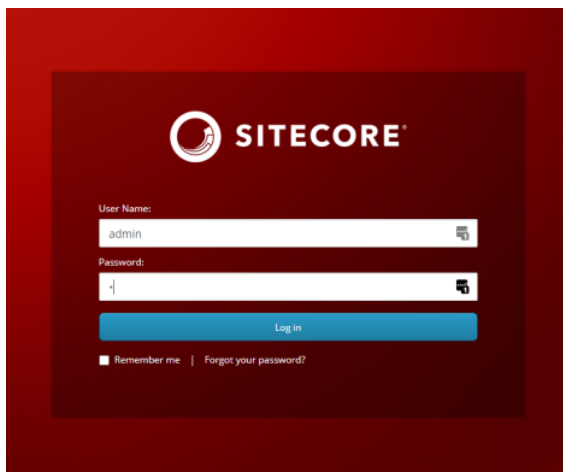 SITECORE
User Name:
admin
Password:
Log in
Remember me | Forgot your password?